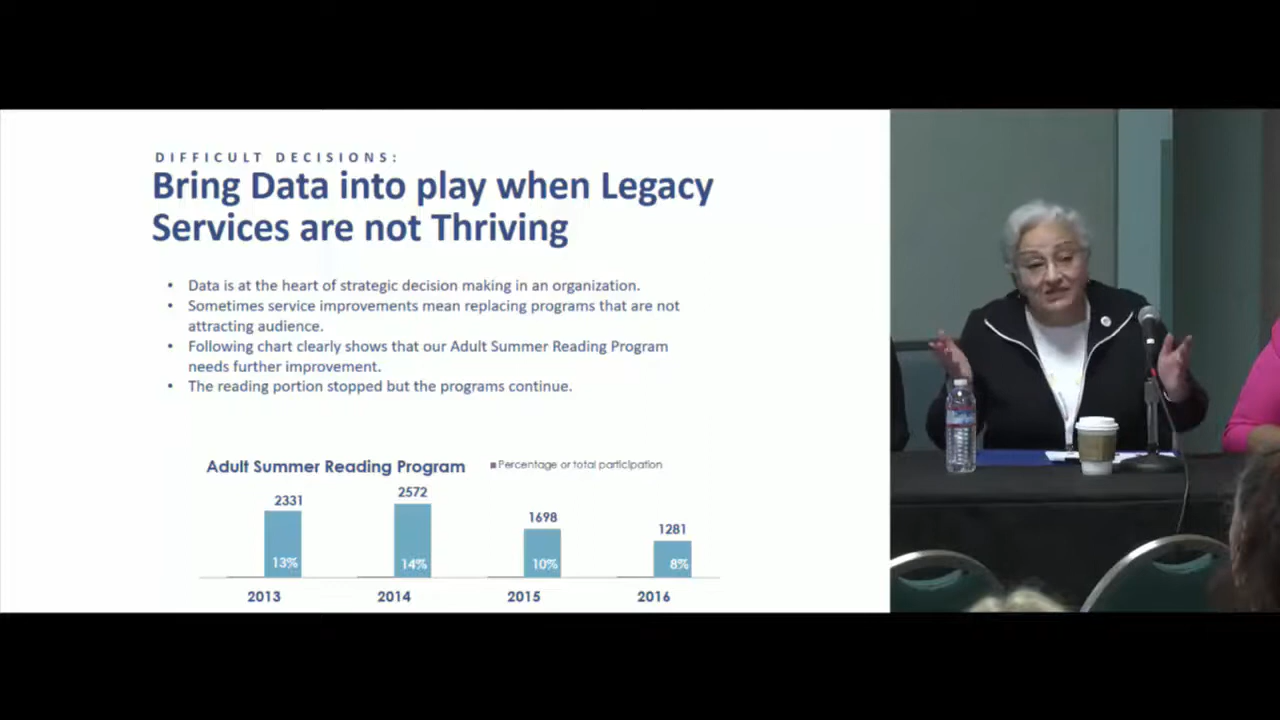 DIFFICULT DECISIONS:
Bring Data into play when Legacy
Services are not Thriving
• Data is at the heart of strategic decision making in an organization.
• Sometimes service improvements mean replacing programs that are not
attracting audience.
• Following chart clearly shows that our Adult Summer Reading Program
needs further improvement.
• The reading portion stopped but the programs continue.
Adult Summer Reading Program
Percentage or total participation
2331
2572
1698
1281
13%
14%
10%
8%
2013
2014
2015
2016